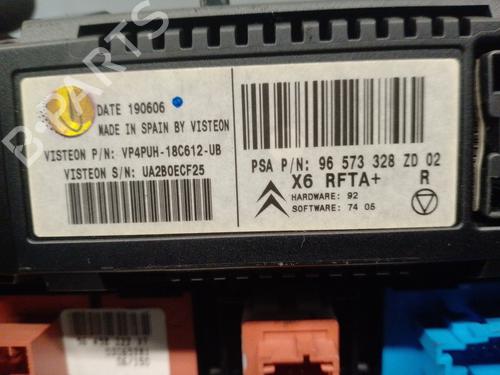 B-PARTS
DATE 190606
MADE IN SPAIN BY VISTEON
VISTEON P/N: VP4PUH-18C612-UB
VISTEON S/N: UA2B0ECF25
PSA P/N: 96 573 328 ZD 02
X6 RFTA+ R
HARDWARE: 92
SOFTWARE: 74 05